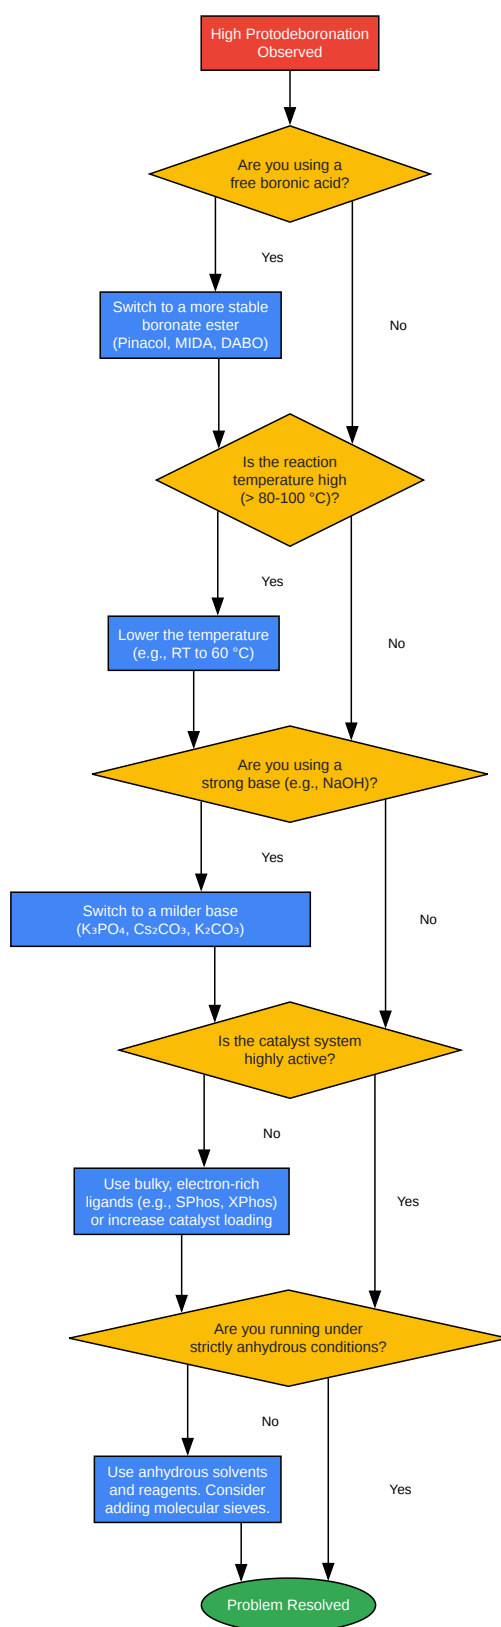 High Protodeboronation
Observed
Are you using a
free boronic acid?
Yes
Switch to a more stable
boronate ester
(Pinacol, MIDA, DABO)
No
Is the reaction
temperature high
(> 80-100 °C)?
Yes
Lower the temperature
(e.g., RT to 60 °C)
No
Are you using a
strong base (e.g., NaOH)?
Yes
Switch to a milder base
(K₃PO₄, Cs₂CO₃, K₂CO₃)
No
Is the catalyst system
highly active?
No
Use bulky, electron-rich
ligands (e.g., SPhos, XPhos)
or increase catalyst loading
Yes
Are you running under
strictly anhydrous conditions?
No
Use anhydrous solvents
and reagents. Consider
adding molecular sieves.
Yes
Problem Resolved